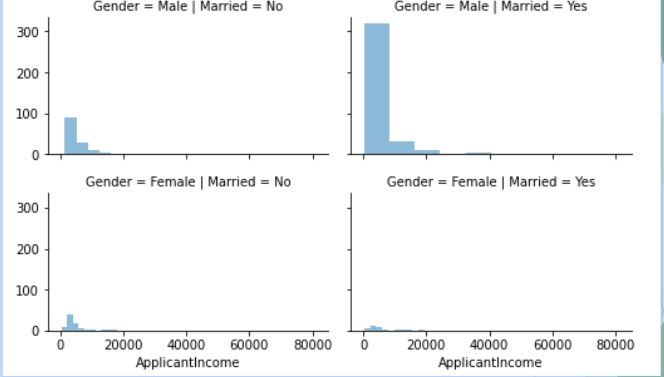 Gender = Male | Married = No
Gender = Male | Married = Yes
300
200
100
0
Gender = Female | Married = No
Gender = Female | Married = Yes
300
200
100
0
0 20000 40000 60000 80000
0 20000 40000 60000 80000
ApplicantIncome
ApplicantIncome